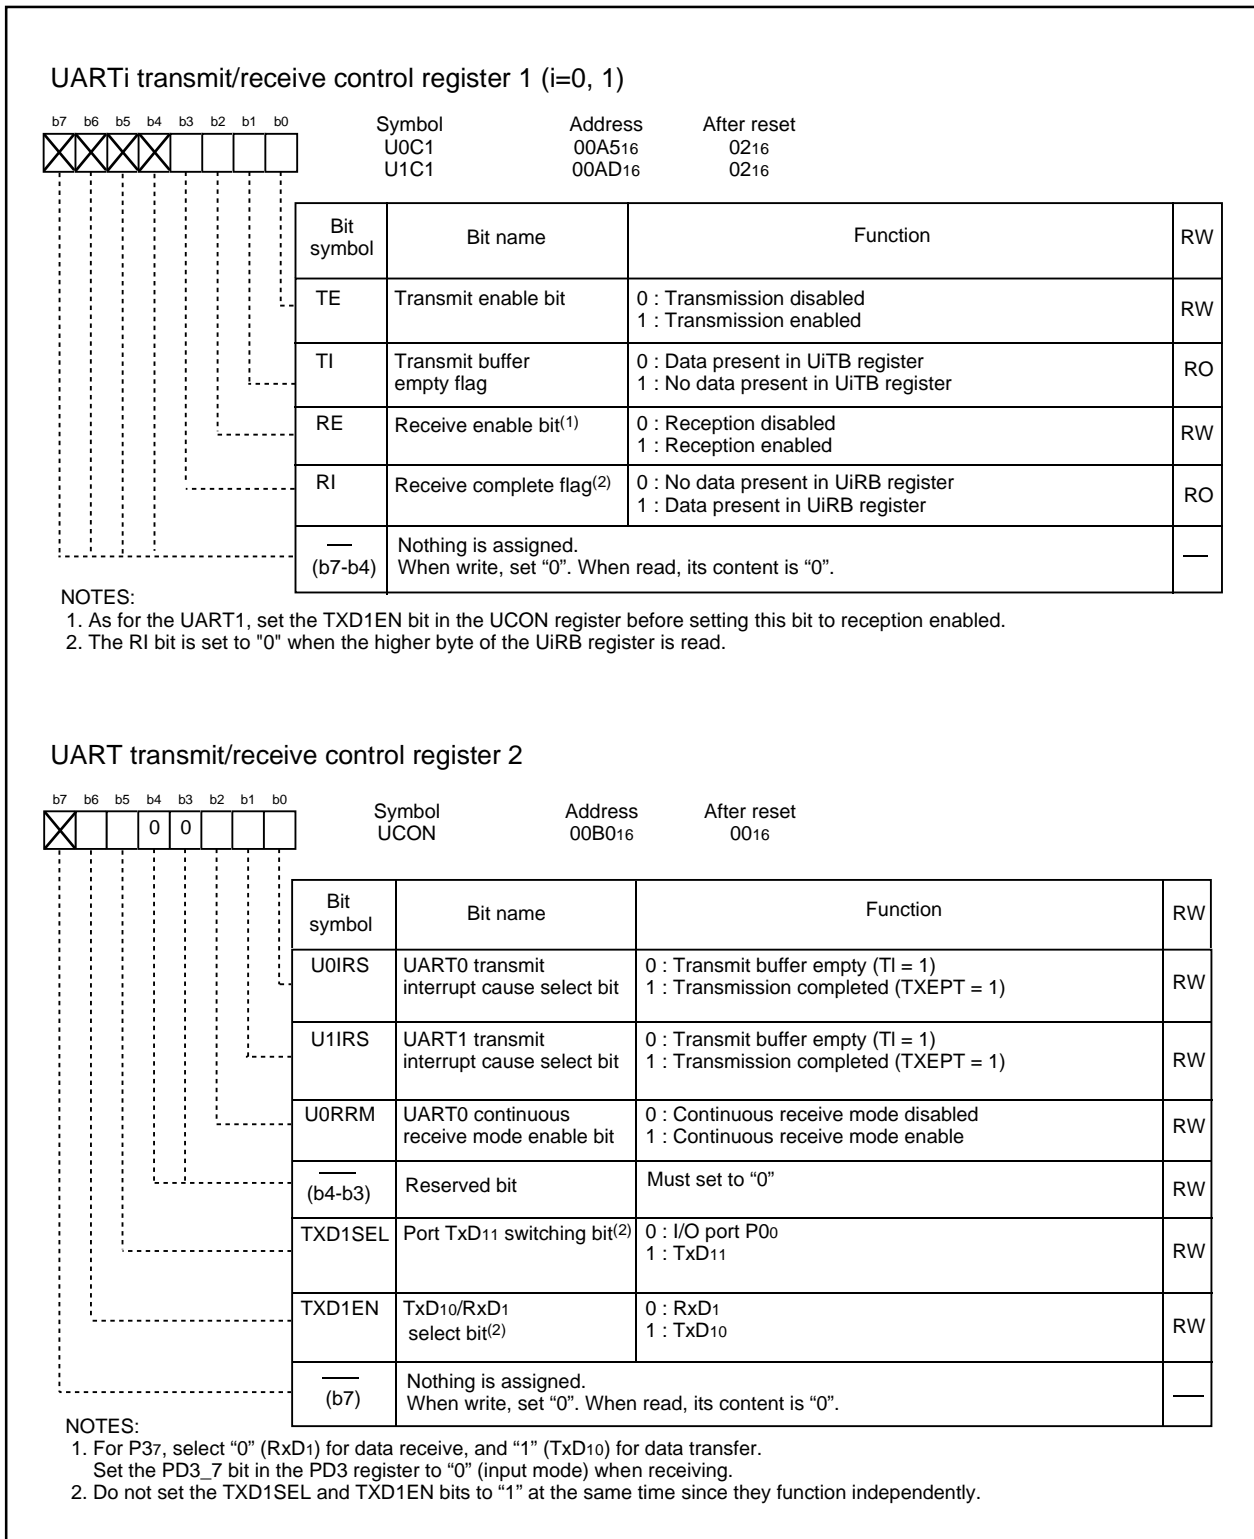 UARTi transmit/receive control register 1 (i=0, 1)
b7 b6 b5 b4 b3 b2 b1 b0
Symbol Address After reset
U0C1 00A516 0216
U1C1 00AD16 0216
Bit symbol Bit name Function RW
TE Transmit enable bit 0 : Transmission disabled
1 : Transmission enabled RW
TI Transmit buffer empty flag 0 : Data present in UiTB register
1 : No data present in UiTB register RO
RE Receive enable bit(1) 0 : Reception disabled
1 : Reception enabled RW
RI Receive complete flag(2) 0 : No data present in UiRB register
1 : Data present in UiRB register RO
— (b7-b4) Nothing is assigned.
When write, set “0”. When read, its content is “0”. —
NOTES:
1. As for the UART1, set the TXD1EN bit in the UCON register before setting this bit to reception enabled.
2. The RI bit is set to "0" when the higher byte of the UiRB register is read.
UART transmit/receive control register 2
b7 b6 b5 b4 b3 b2 b1 b0
0 0
Symbol Address After reset
UCON 00B016 0016
Bit symbol Bit name Function RW
U0IRS UART0 transmit interrupt cause select bit 0 : Transmit buffer empty (TI = 1)
1 : Transmission completed (TXEPT = 1) RW
U1IRS UART1 transmit interrupt cause select bit 0 : Transmit buffer empty (TI = 1)
1 : Transmission completed (TXEPT = 1) RW
U0RRM UART0 continuous receive mode enable bit 0 : Continuous receive mode disabled
1 : Continuous receive mode enable RW
— (b4-b3) Reserved bit Must set to “0” RW
TXD1SEL Port TxD11 switching bit(2) 0 : I/O port P00
1 : TxD11 RW
TXD1EN TxD10/RxD1 select bit(2) 0 : RxD1
1 : TxD10 RW
— (b7) Nothing is assigned.
When write, set “0”. When read, its content is “0”. —
NOTES:
1. For P37, select “0” (RxD1) for data receive, and “1” (TxD10) for data transfer.
Set the PD3_7 bit in the PD3 register to “0” (input mode) when receiving.
2. Do not set the TXD1SEL and TXD1EN bits to “1” at the same time since they function independently.